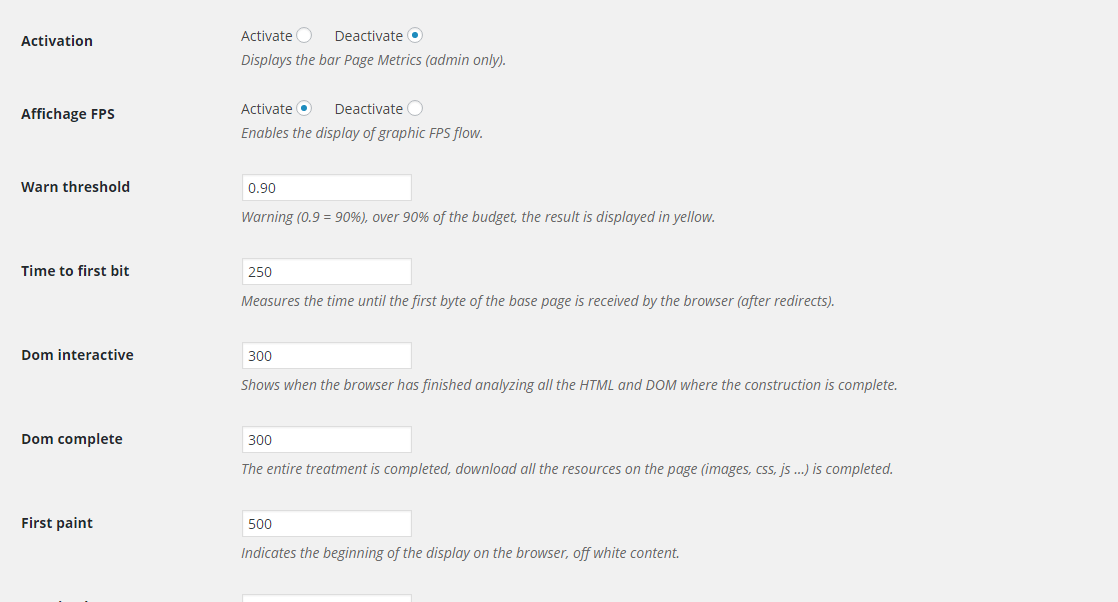 Activation
Activate Deactivate
Displays the bar Page Metrics (admin only).
Affichage FPS
Activate Deactivate
Enables the display of graphic FPS flow.
Warn threshold
0.90
Warning (0.9 = 90%), over 90% of the budget, the result is displayed in yellow.
Time to first bit
250
Measures the time until the first byte of the base page is received by the browser (after redirects).
Dom interactive
300
Shows when the browser has finished analyzing all the HTML and DOM where the construction is complete.
Dom complete
300
The entire treatment is completed, download all the resources on the page (images, css, js ...) is completed.
First paint
500
Indicates the beginning of the display on the browser, off white content.